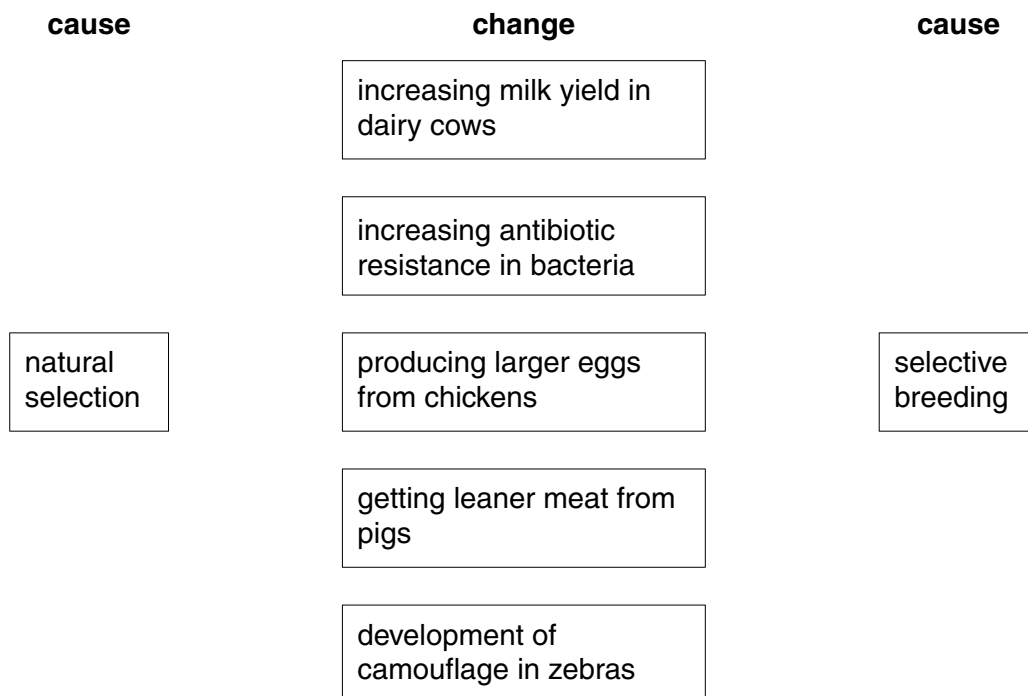 cause change cause
increasing milk yield in
dairy cows
increasing antibiotic
resistance in bacteria
natural
selection
producing larger eggs
from chickens
selective
breeding
getting leaner meat from
pigs
development of
camouflage in zebras